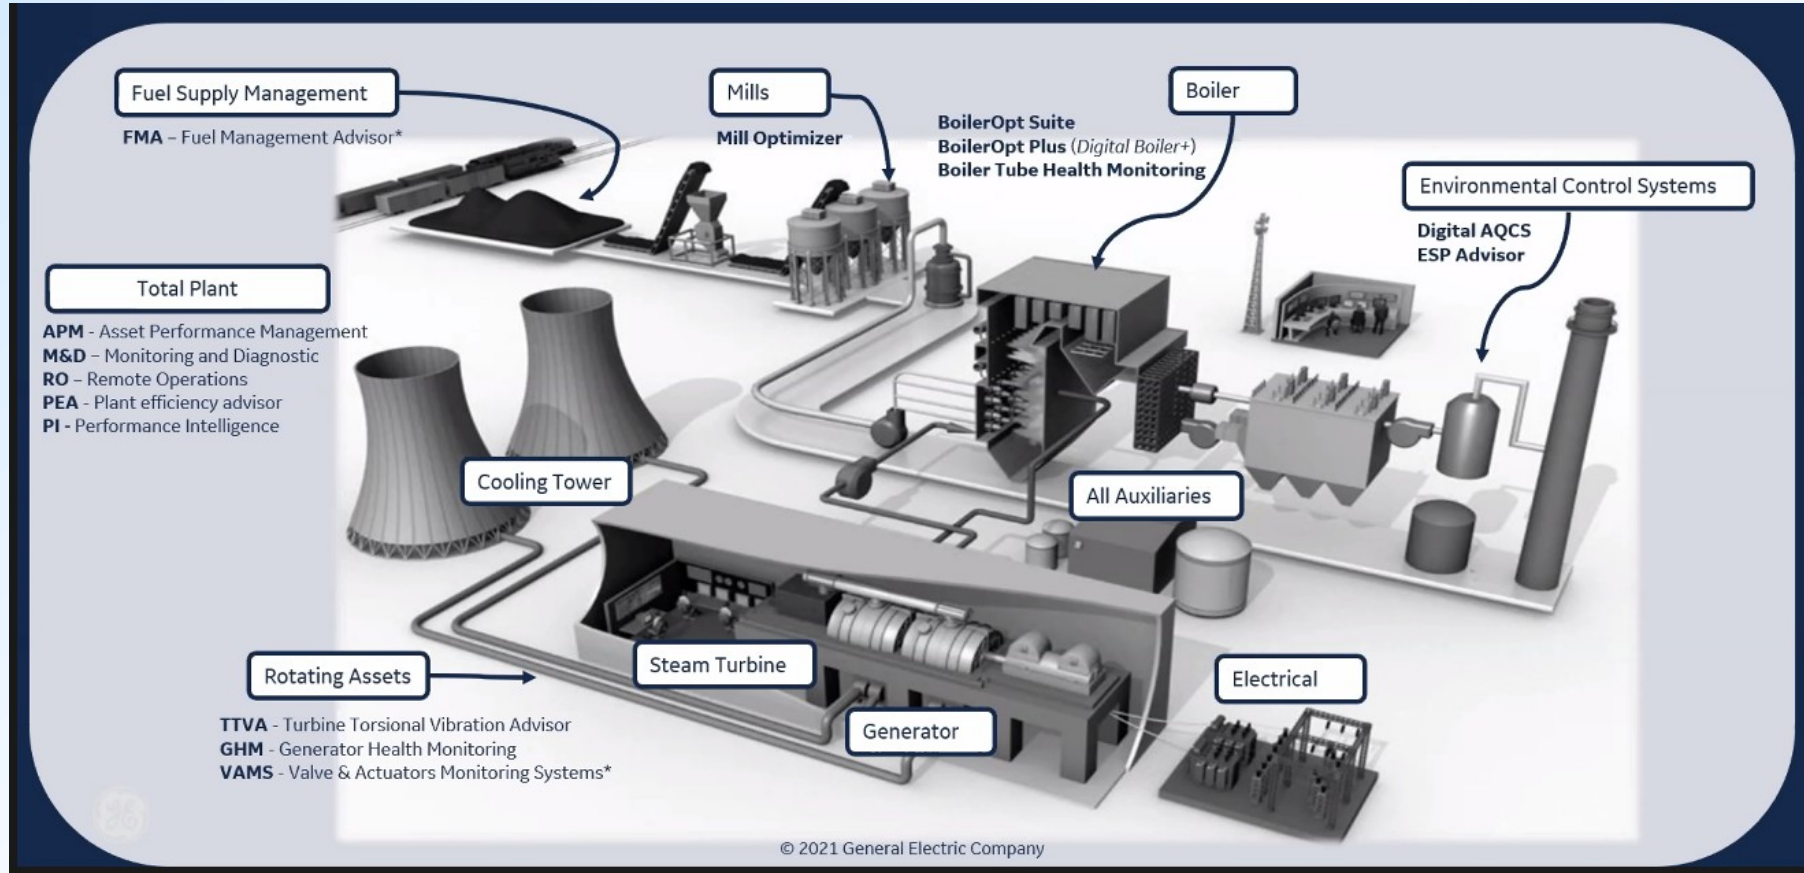 Fuel Supply Management
FMA – Fuel Management Advisor*
Mills
Mill Optimizer
Boiler
BoilerOpt Suite
BoilerOpt Plus (Digital Boiler+)
Boiler Tube Health Monitoring
Environmental Control Systems
Digital AQCS
ESP Advisor
Total Plant
APM - Asset Performance Management
M&D – Monitoring and Diagnostic
RO – Remote Operations
PEA - Plant efficiency advisor
PI - Performance Intelligence
Cooling Tower
All Auxiliaries
Rotating Assets
TTVA - Turbine Torsional Vibration Advisor
GHM - Generator Health Monitoring
VAMS - Valve & Actuators Monitoring Systems*
Steam Turbine
Generator
Electrical
GE
© 2021 General Electric Company